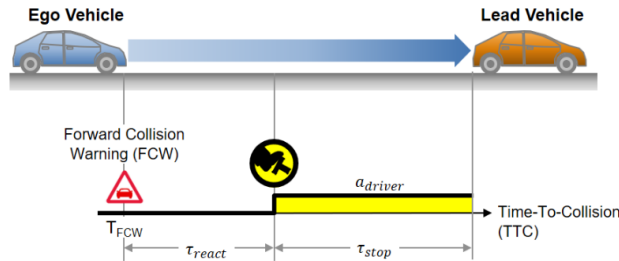 Ego Vehicle
Lead Vehicle
Forward Collision
Warning (FCW)
a_driver
T_FCW
Time-To-Collision
(TTC)
τ_react
τ_stop